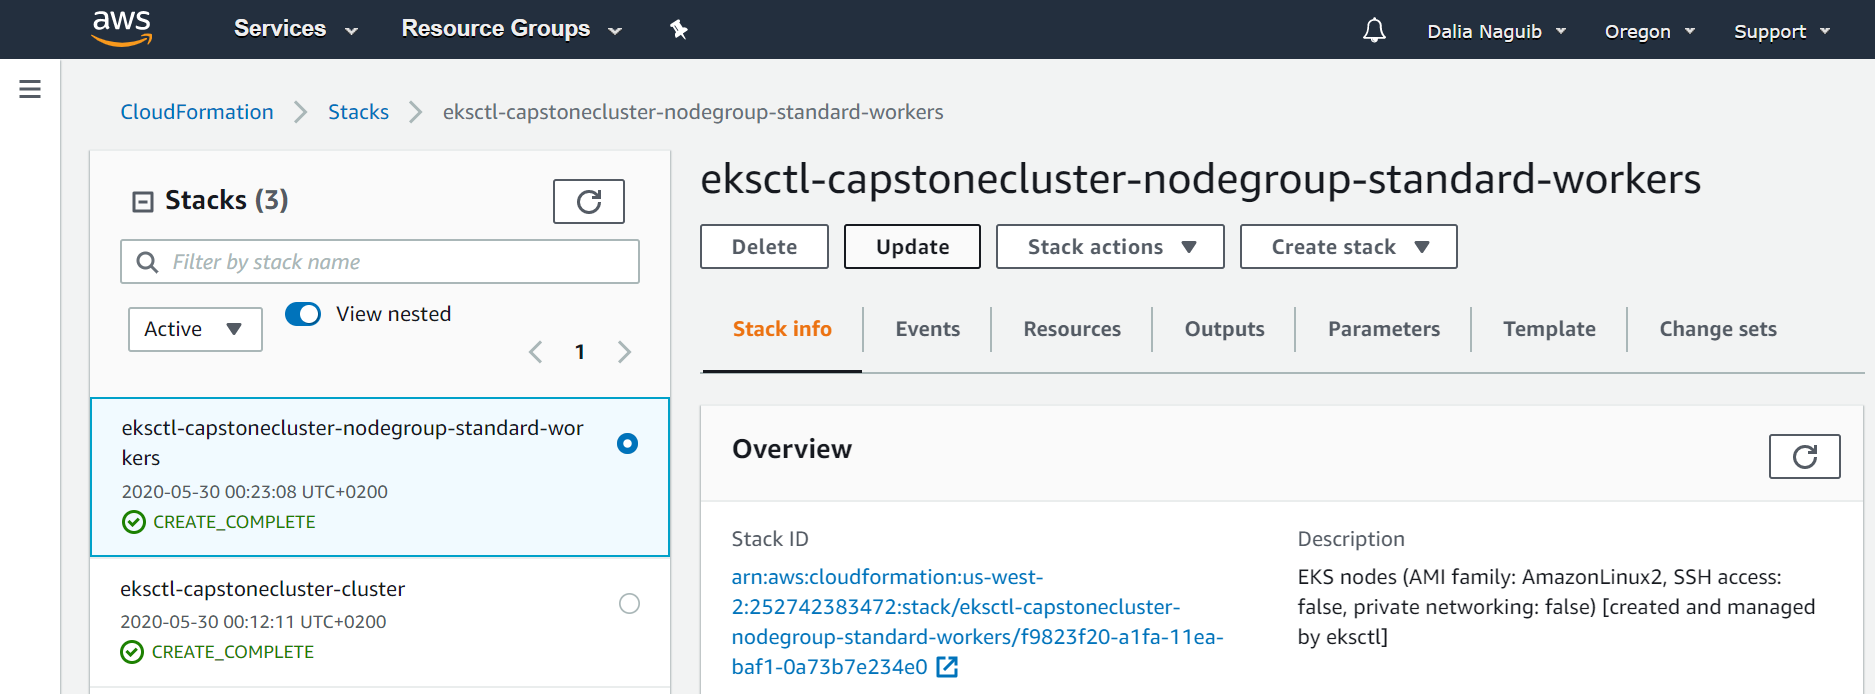 aws
Services
Resource Groups
Dalia Naguib
Oregon
Support
CloudFormation
Stacks
eksctl-capstonecluster-nodegroup-standard-workers
Stacks (3)
Filter by stack name
Active
View nested
1
eksctl-capstonecluster-nodegroup-standard-wor
kers
2020-05-30 00:23:08 UTC+0200
CREATE_COMPLETE
eksctl-capstonecluster-cluster
2020-05-30 00:12:11 UTC+0200
CREATE_COMPLETE
eksctl-capstonecluster-nodegroup-standard-workers
Delete
Update
Stack actions
Create stack
Stack info
Events
Resources
Outputs
Parameters
Template
Change sets
Overview
Stack ID
arn:aws:cloudformation:us-west-
2:252742383472:stack/eksctl-capstonecluster-
nodegroup-standard-workers/f9823f20-a1fa-11ea-
baf1-0a73b7e234e0
Description
EKS nodes (AMI family: AmazonLinux2, SSH access:
false, private networking: false) [created and managed
by eksctl]